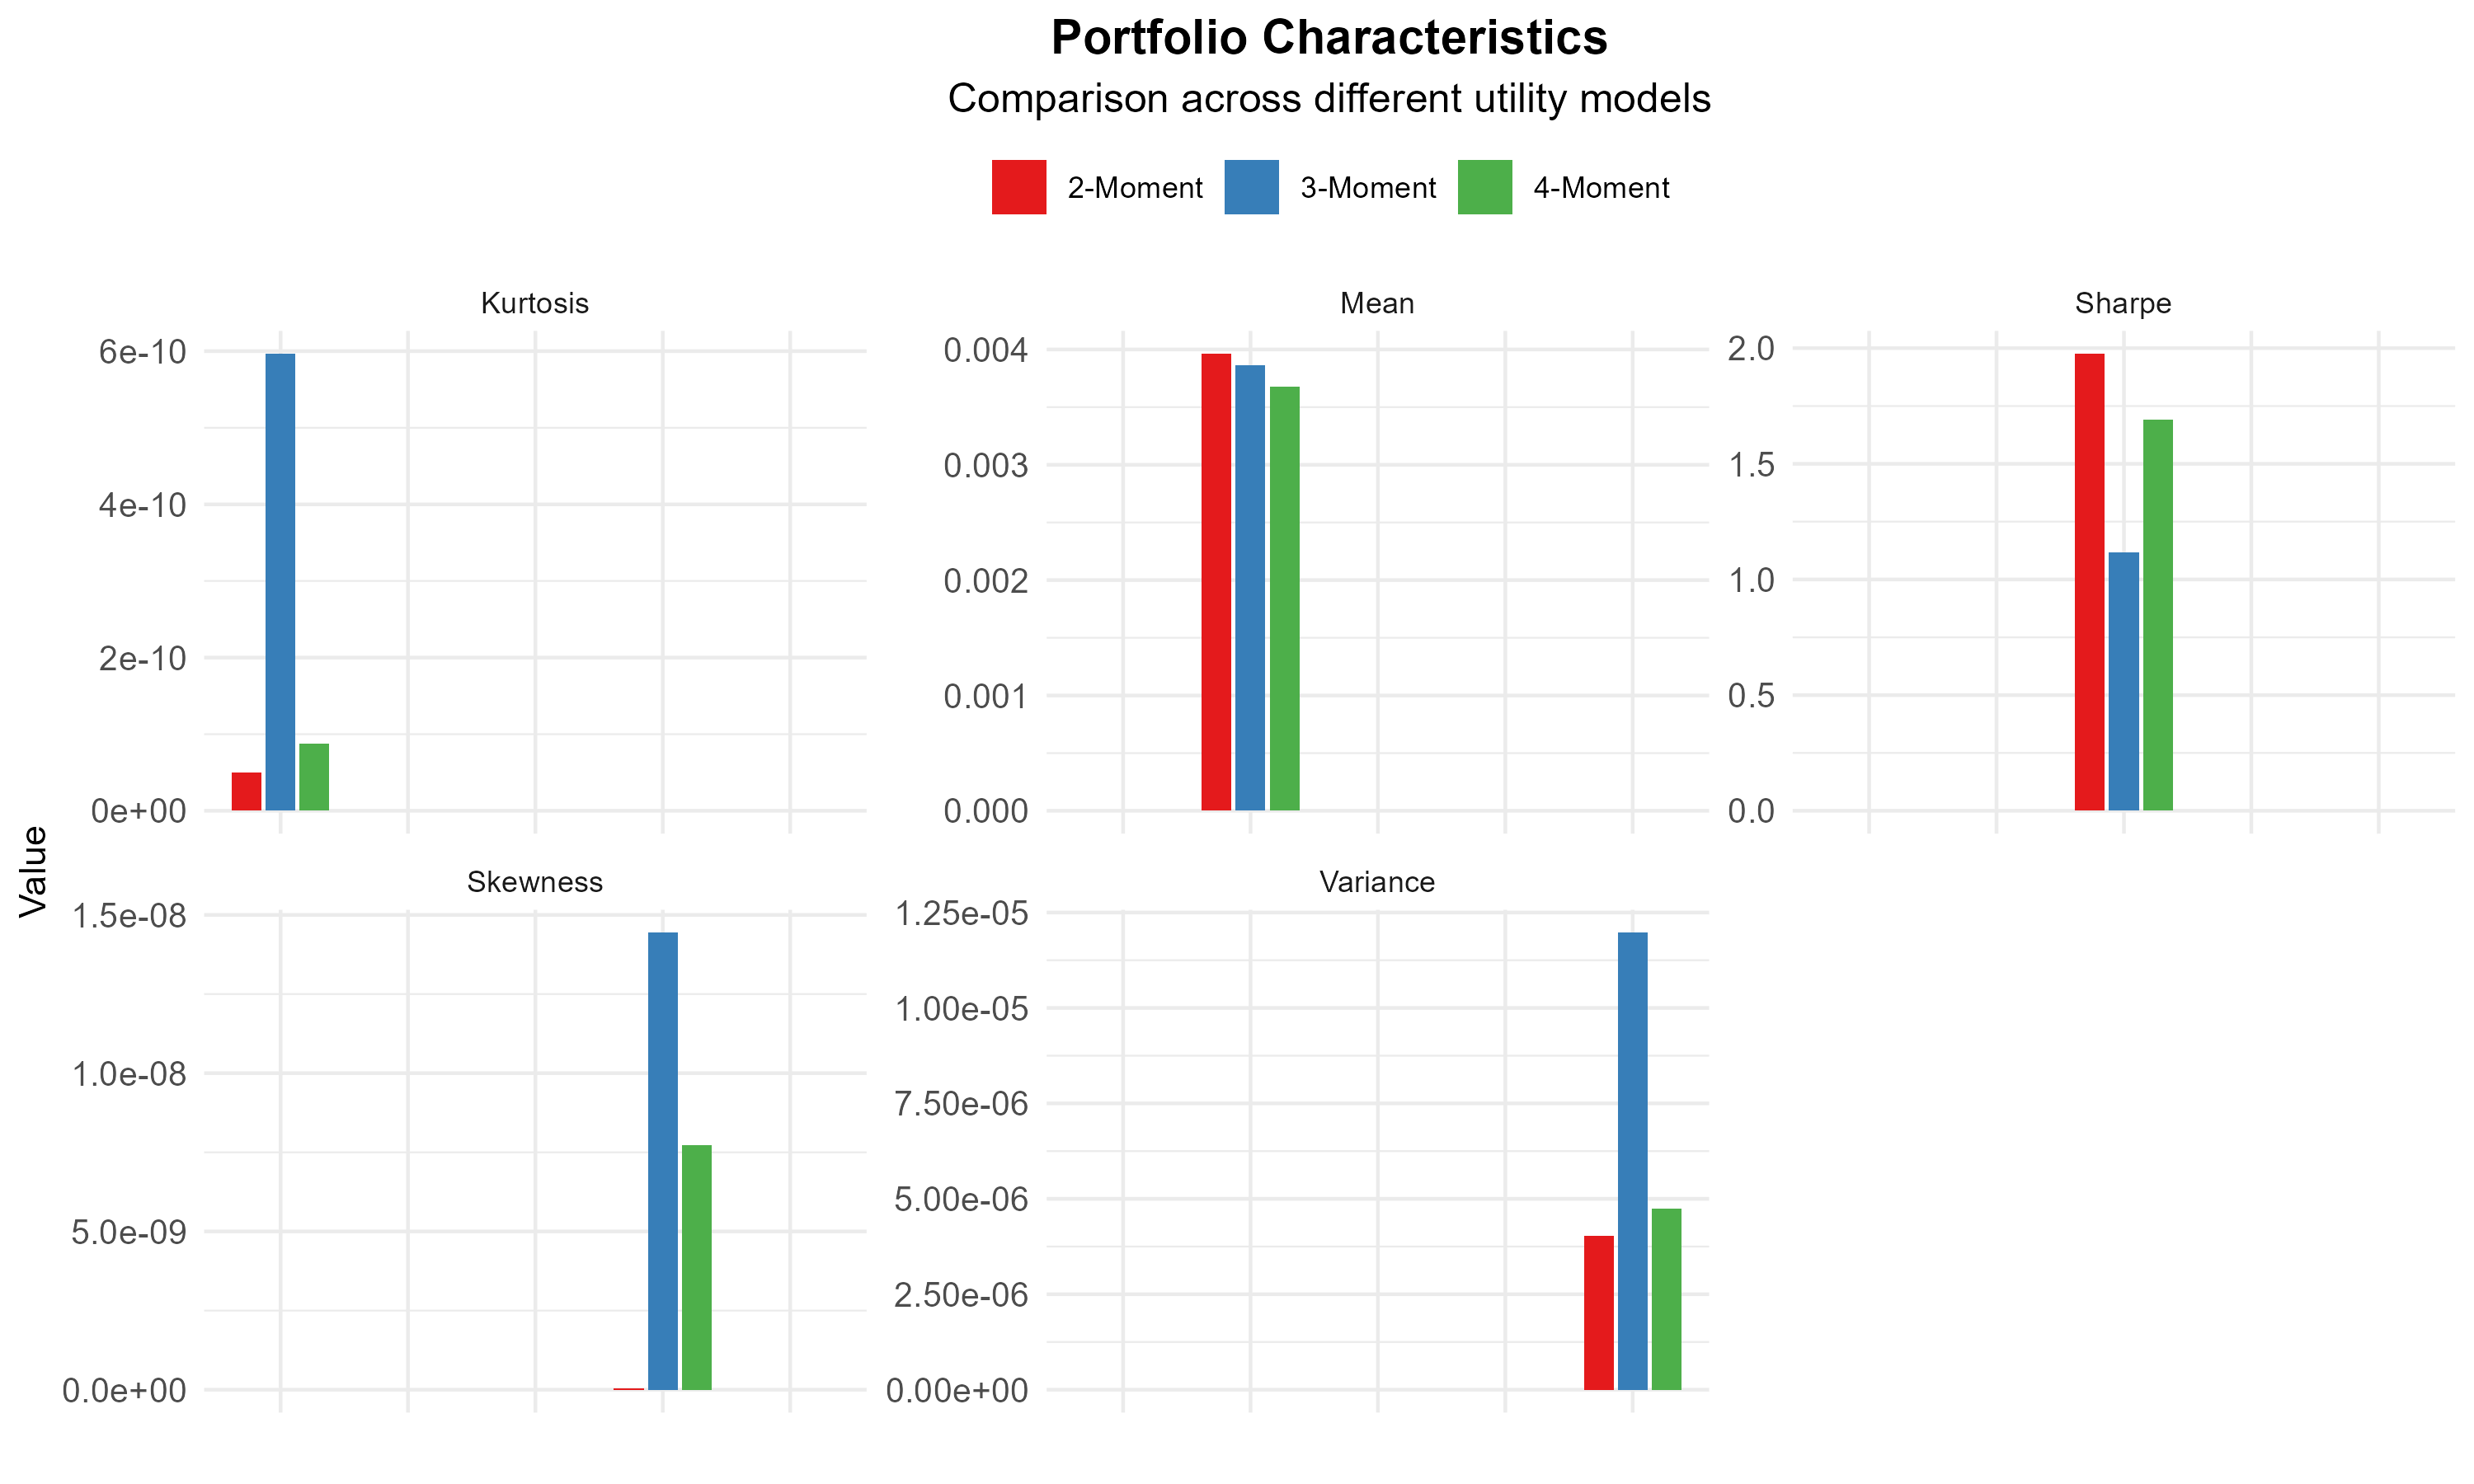 Portfolio Characteristics
Comparison across different utility models
2-Moment 3-Moment 4-Moment
Kurtosis
6e-10
4e-10
2e-10
0e+00
Mean
0.004
0.003
0.002
0.001
0.000
Sharpe
2.0
1.5
1.0
0.5
0.0
Value
Skewness
1.5e-08
1.0e-08
5.0e-09
0.0e+00
Variance
1.25e-05
1.00e-05
7.50e-06
5.00e-06
2.50e-06
0.00e+00